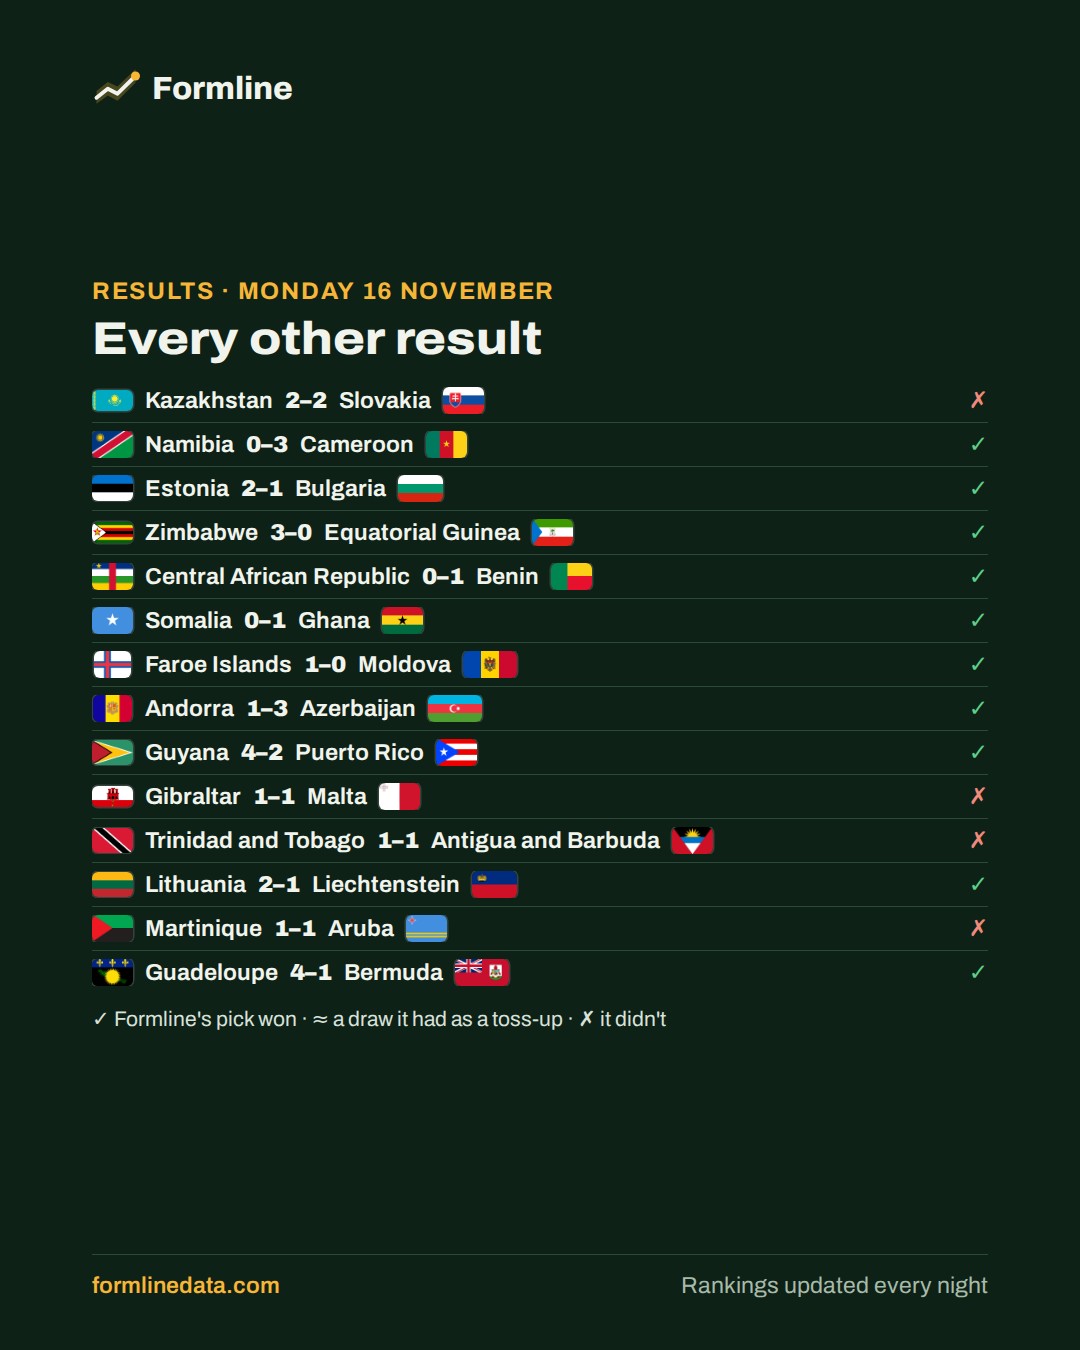 Formline
RESULTS · MONDAY 16 NOVEMBER
Every other result
Kazakhstan 2–2 Slovakia ✗
Namibia 0–3 Cameroon ✓
Estonia 2–1 Bulgaria ✓
Zimbabwe 3–0 Equatorial Guinea ✓
Central African Republic 0–1 Benin ✓
Somalia 0–1 Ghana ✓
Faroe Islands 1–0 Moldova ✓
Andorra 1–3 Azerbaijan ✓
Guyana 4–2 Puerto Rico ✓
Gibraltar 1–1 Malta ✗
Trinidad and Tobago 1–1 Antigua and Barbuda ✗
Lithuania 2–1 Liechtenstein ✓
Martinique 1–1 Aruba ✗
Guadeloupe 4–1 Bermuda ✓
✓ Formline's pick won · ≈ a draw it had as a toss-up · ✗ it didn't
formlinedata.com Rankings updated every night